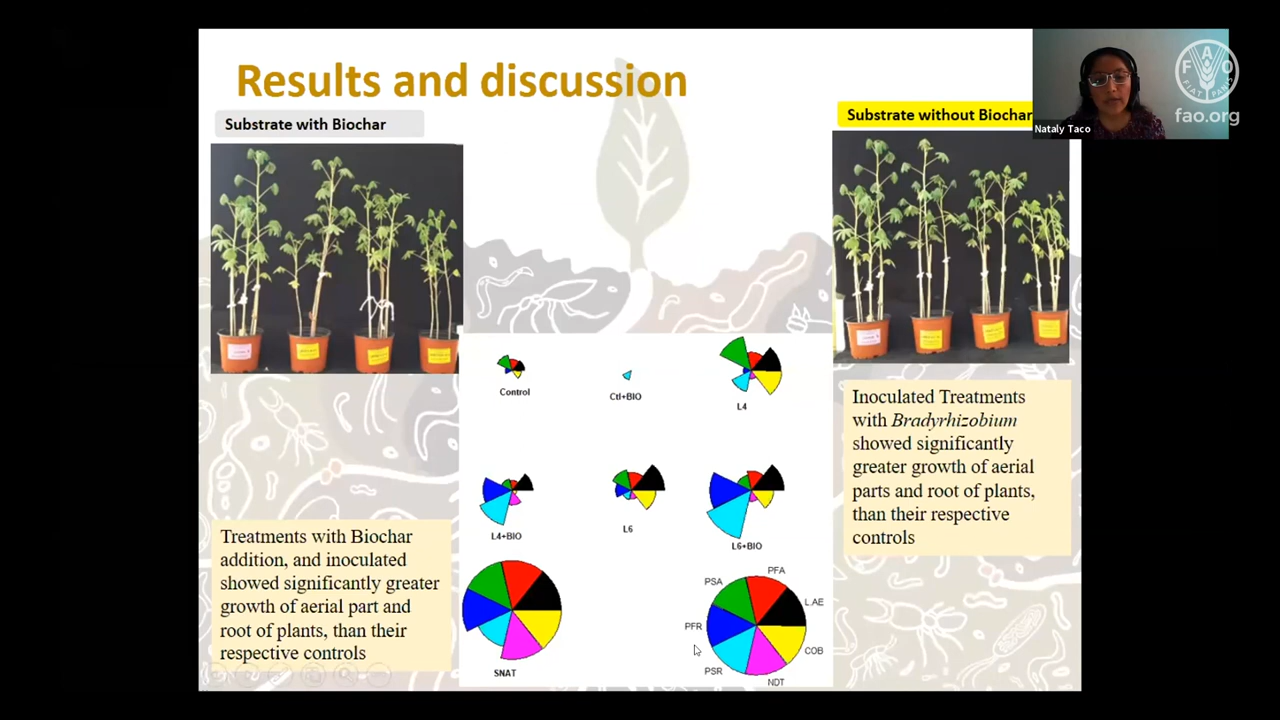 Results and discussion
Substrate with Biochar
Substrate without Biochar
Nataly Taco
FAO
FIAT PANIS
fao.org
Control
Ctl+BIO
L4
L4+BIO
L6
L6+BIO
SNAT
PFA
PSA
L.AE
PFR
COB
PSR
NDT
Treatments with Biochar
addition, and inoculated
showed significantly greater
growth of aerial part and
root of plants, than their
respective controls
Inoculated Treatments
with Bradyrhizobium
showed significantly
greater growth of aerial
parts and root of plants,
than their respective
controls